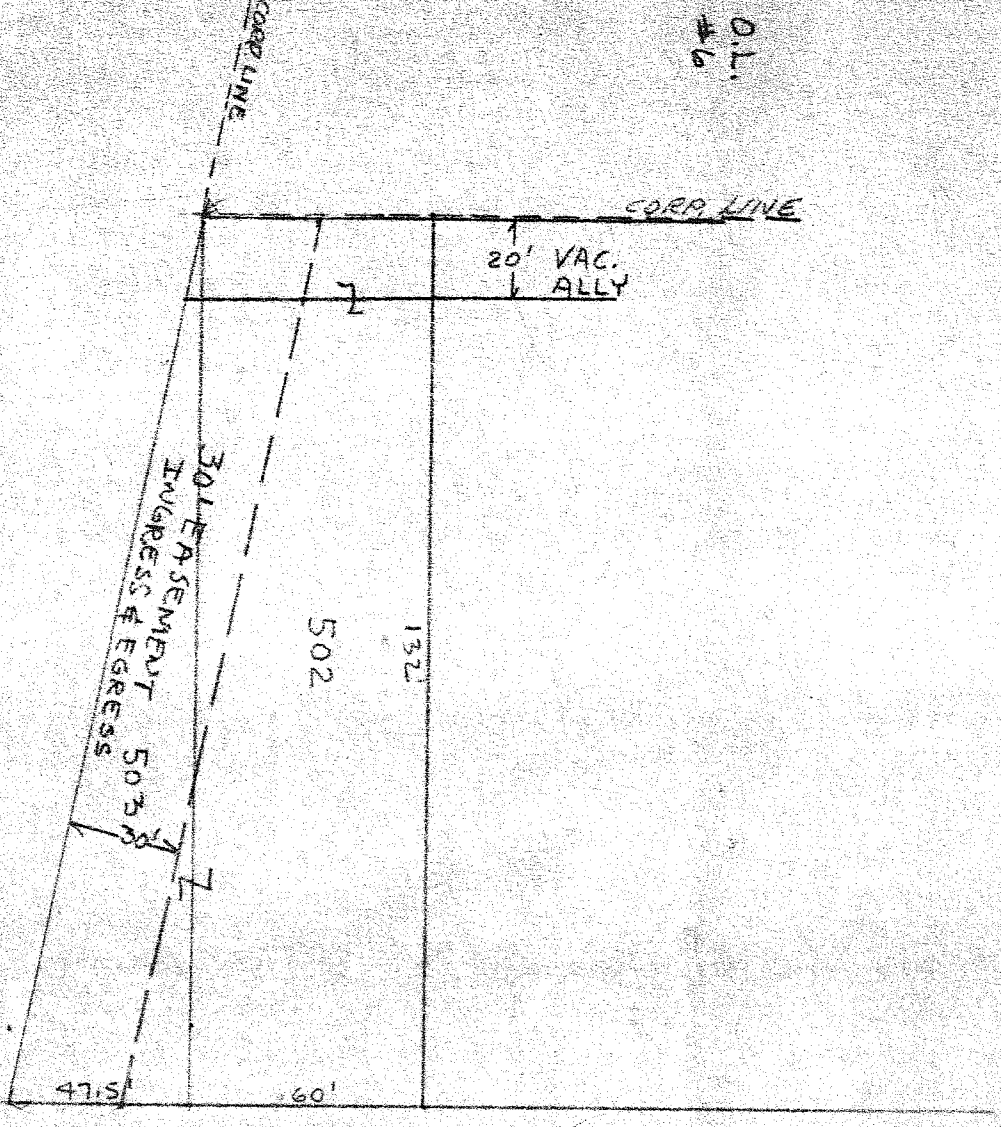 O.L.
#6
CORP LINE
CORP. LINE
20' VAC.
ALLY
30' EASEMENT 503
INGRESS & EGRESS
30'
502
132'
47.5
60'